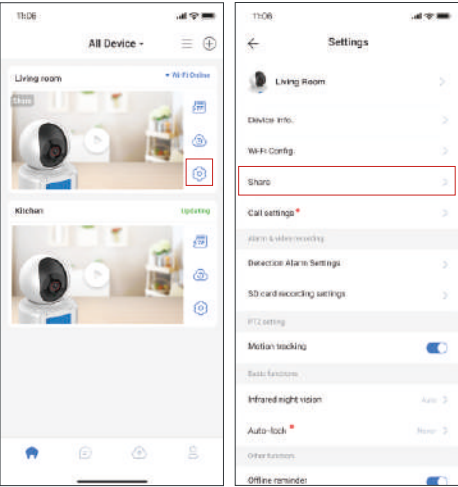 11:06
All Device
Living room
Wi-Fi Online
Share
Kitchen
Updating
11:06
Settings
Living Room
Device info.
Wi-Fi Config.
Share
Call settings*
Alarm & video recording
Detection Alarm Settings
SD card recording settings
PTZ setting
Motion tracking
Basic functions
Infrared night vision
Auto
Auto-lock *
Never
Other functions
Offline reminder